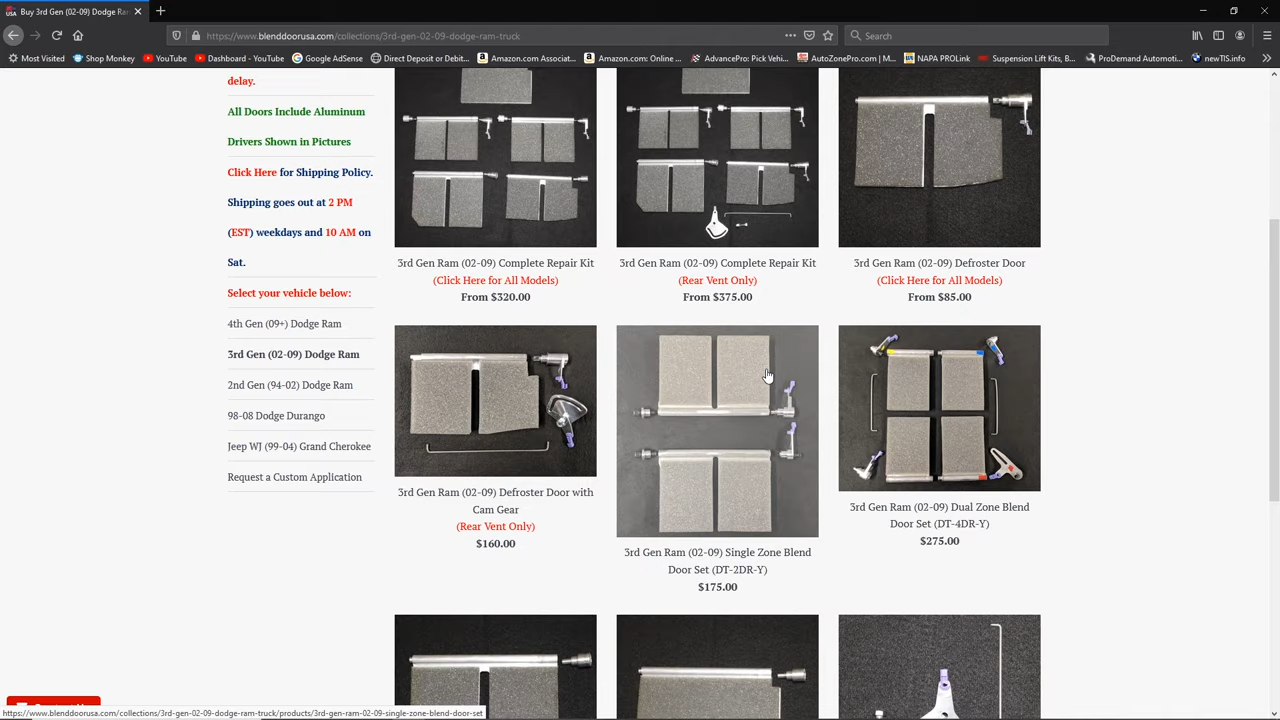 Buy 3rd Gen (02-09) Dodge Ram
https://www.blenddoorusa.com/collections/3rd-gen-02-09-dodge-ram-truck
Search
Most Visited
Shop Monkey
YouTube
Dashboard - YouTube
Google AdSense
Direct Deposit or Debit...
Amazon.com Associat...
Amazon.com: Online ...
AdvancePro: Pick Vehi...
AutoZonePro.com | M...
NAPA PROLink
Suspension Lift Kits, B...
ProDemand Automoti...
newTIS.info
delay.
All Doors Include Aluminum
Drivers Shown in Pictures
Click Here for Shipping Policy.
Shipping goes out at 2 PM
(EST) weekdays and 10 AM on
Sat.
Select your vehicle below:
4th Gen (09+) Dodge Ram
3rd Gen (02-09) Dodge Ram
2nd Gen (94-02) Dodge Ram
98-08 Dodge Durango
Jeep WJ (99-04) Grand Cherokee
Request a Custom Application
3rd Gen Ram (02-09) Complete Repair Kit
(Click Here for All Models)
From $320.00
3rd Gen Ram (02-09) Complete Repair Kit
(Rear Vent Only)
From $375.00
3rd Gen Ram (02-09) Defroster Door
(Click Here for All Models)
From $85.00
3rd Gen Ram (02-09) Defroster Door with
Cam Gear
(Rear Vent Only)
$160.00
3rd Gen Ram (02-09) Single Zone Blend
Door Set (DT-2DR-Y)
$175.00
3rd Gen Ram (02-09) Dual Zone Blend
Door Set (DT-4DR-Y)
$275.00
https://www.blenddoorusa.com/collections/3rd-gen-02-09-dodge-ram-truck/products/3rd-gen-ram-02-09-single-zone-blend-door-set